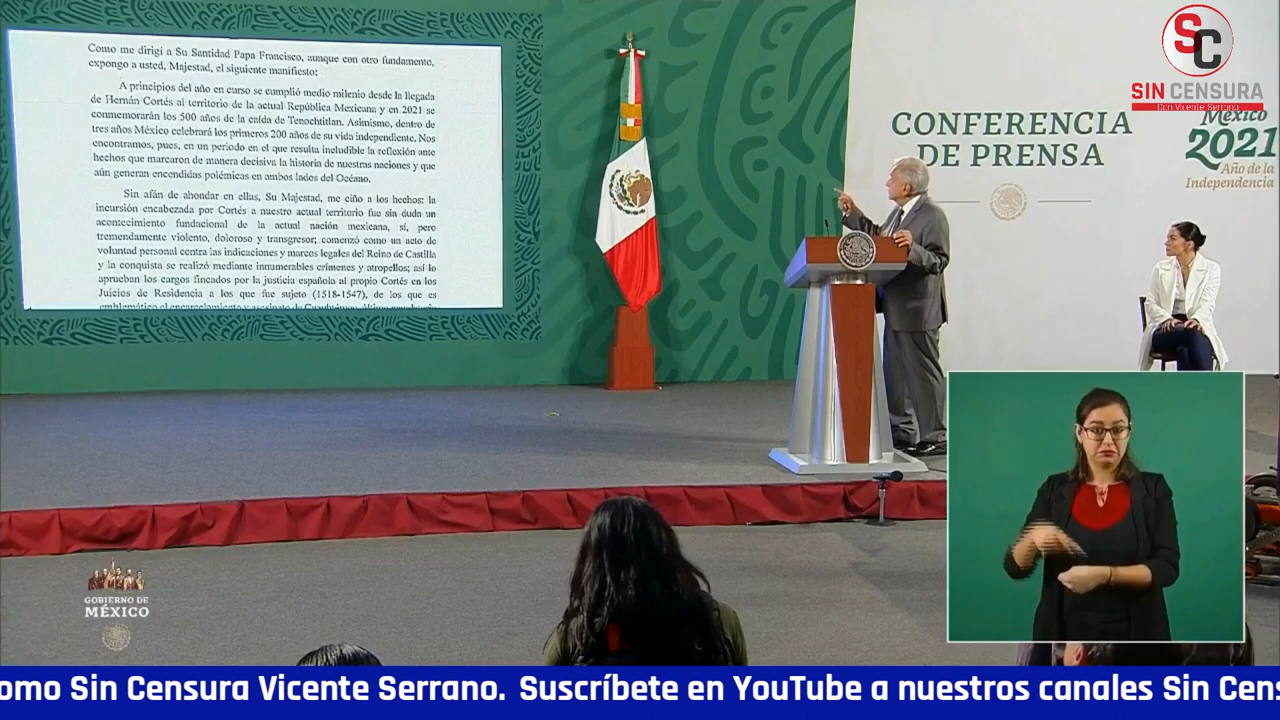 Como me dirigí a Su Santidad Papa Francisco, aunque con otro fundamento,
expongo a usted, Majestad, el siguiente manifiesto:
A principios del año en curso se cumplió medio milenio desde la llegada
de Hernán Cortés al territorio de la actual República Mexicana y en 2021 se
conmemorarán los 500 años de la caída de Tenochtitlan. Asimismo, dentro de
tres años México celebrará los primeros 200 años de su vida independiente. Nos
encontramos, pues, en un periodo en el que resulta ineludible la reflexión ante
hechos que marcaron de manera decisiva la historia de nuestras naciones y que
aún generan encendidas polémicas en ambos lados del Océano.
Sin afán de ahondar en ellas, Su Majestad, me ciño a los hechos: la
incursión encabezada por Cortés a nuestro actual territorio fue sin duda un
acontecimiento fundacional de la actual nación mexicana, sí, pero
tremendamente violento, doloroso y transgresor; comenzó como un acto de
voluntad personal contra las indicaciones y marcos legales del Reino de Castilla
y la conquista se realizó mediante innumerables crímenes y atropellos; así lo
aprueban los cargos fincados por la justicia española al propio Cortés en los
Juicios de Residencia a los que fue sujeto (1518-1547), de los que es
SC
SIN CENSURA
Con Vicente Serrano
CONFERENCIA
DE PRENSA
México
2021
Año de la
Independencia
GOBIERNO DE
MÉXICO
omo Sin Censura Vicente Serrano. Suscríbete en YouTube a nuestros canales Sin Cens